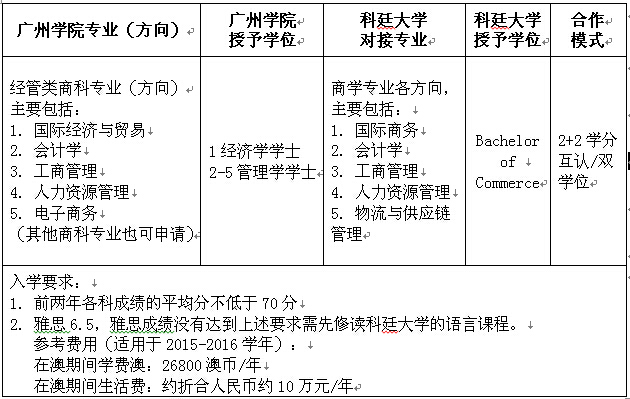 广州学院专业（方向）
广州学院
授予学位
科廷大学
对接专业
科廷大学
授予学位
合作
模式
经管类商科专业（方向）
主要包括：
1. 国际经济与贸易
2. 会计学
3. 工商管理
4. 人力资源管理
5. 电子商务
（其他商科专业也可申请）
1 经济学学士
2-5 管理学学士
商学专业各方向，
主要包括：
1. 国际商务
2. 会计学
3. 工商管理
4. 人力资源管理
5. 物流与供应链
管理
Bachelor
of
Commerce
2+2 学分
互认/双
学位
入学要求：
1. 前两年各科成绩的平均分不低于 70 分
2. 雅思 6.5，雅思成绩没有达到上述要求需先修读科廷大学的语言课程。
参考费用（适用于 2015-2016 学年）：
在澳期间学费澳：26800 澳币/年
在澳期间生活费：约折合人民币约 10 万元/年